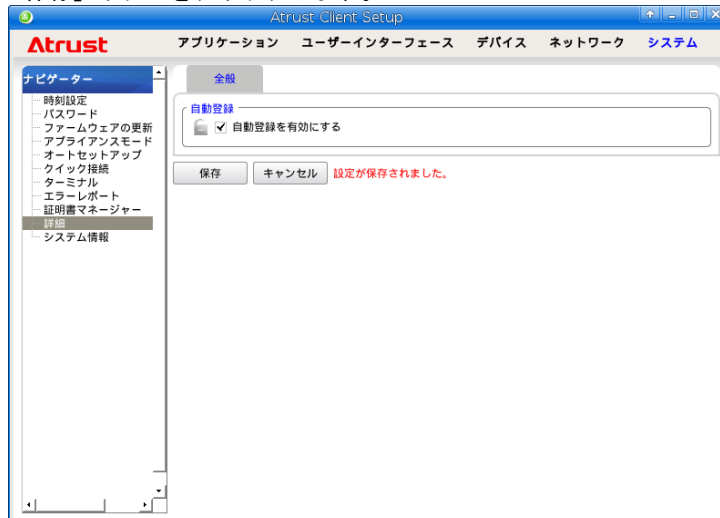 Atrust Client Setup
Atrust
アプリケーション ユーザーインターフェース デバイス ネットワーク システム
ナビゲーター
時刻設定
パスワード
ファームウェアの更新
アプライアンスモード
オートセットアップ
クイック接続
ターミナル
エラーレポート
証明書マネージャー
詳細
システム情報
全般
自動登録
自動登録を有効にする
保存 キャンセル 設定が保存されました。